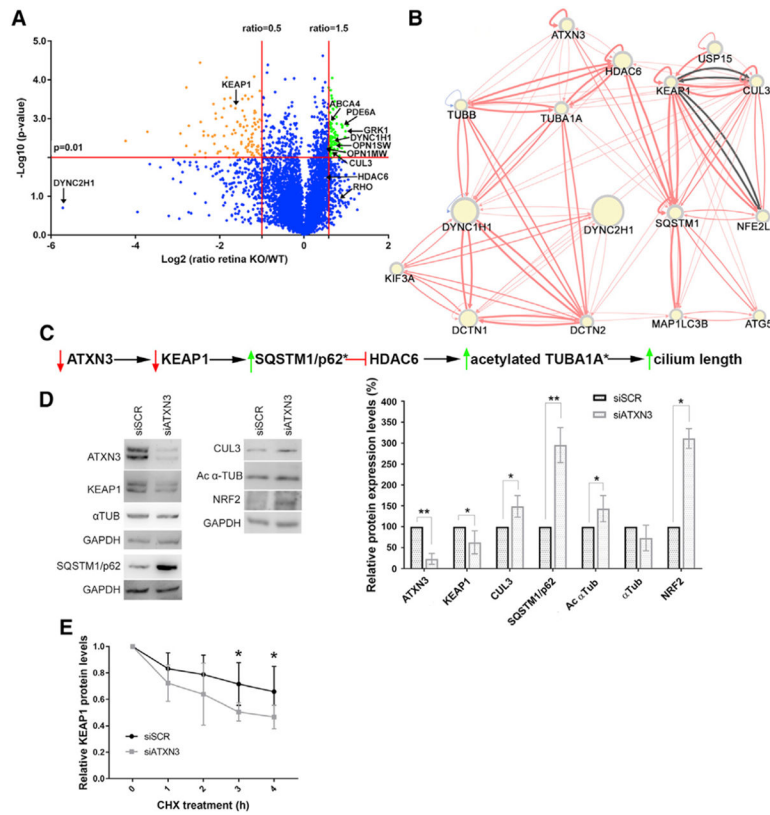 A
ratio=0.5
ratio=1.5
5.0
4.0
3.0
2.0
1.0
0.0
-Log10 (p-value)
p=0.01
KEAP1
DYNC2H1
ABCA4
PDE6A
GRK1
DYNC1H1
OPN1SW
OPN1MW
CUL3
HDAC6
RHO
-6
-4
-2
0
2
Log2 (ratio retina KO/WT)
B
ATXN3
USP15
HDAC6
KEAP1
CUL3
TUBB
TUBA1A
DYNC1H1
DYNC2H1
SQSTM1
NFE2L
KIF3A
DCTN1
DCTN2
MAP1LC3B
ATG5
C
ATXN3 KEAP1 SQSTM1/p62* HDAC6 acetylated TUBA1A* cilium length
D
siSCR
siATXN3
ATXN3
KEAP1
αTUB
GAPDH
SQSTM1/p62
GAPDH
siSCR
siATXN3
CUL3
Ac α-TUB
NRF2
GAPDH
Relative protein expression levels (%)
400
350
300
250
200
150
100
50
0
siSCR
siATXN3
**
*
*
**
*
*
ATXN3
KEAP1
CUL3
SQSTM1/p62
Ac αTub
αTub
NRF2
E
Relative KEAP1 protein levels
1.0
0.8
0.6
0.4
0.2
0.0
* *
siSCR
siATXN3
0
1
2
3
4
CHX treatment (h)